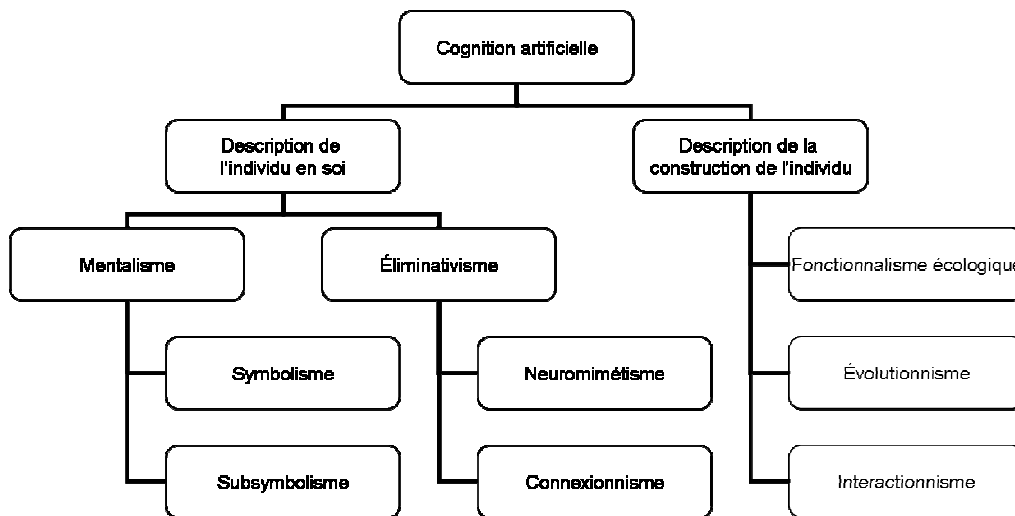 Cognition artificielle
Description de
l'individu en soi
Description de la
construction de l'individu
Mentalisme
Éliminativisme
Fonctionnalisme écologique
Symbolisme
Neuromimétisme
Évolutionnisme
Subsymbolisme
Connexionnisme
Interactionnisme